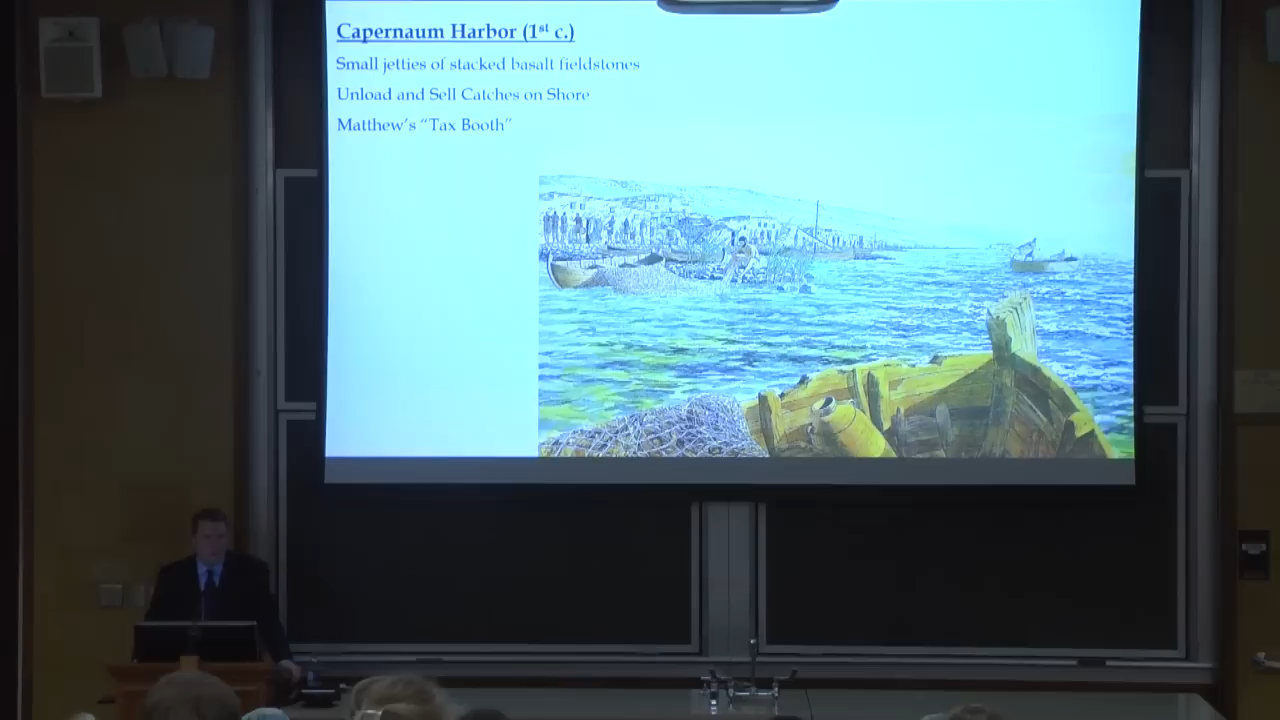 Capernaum Harbor (1st c.)
Small jetties of stacked basalt fieldstones
Unload and Sell Catches on Shore
Matthew's “Tax Booth”